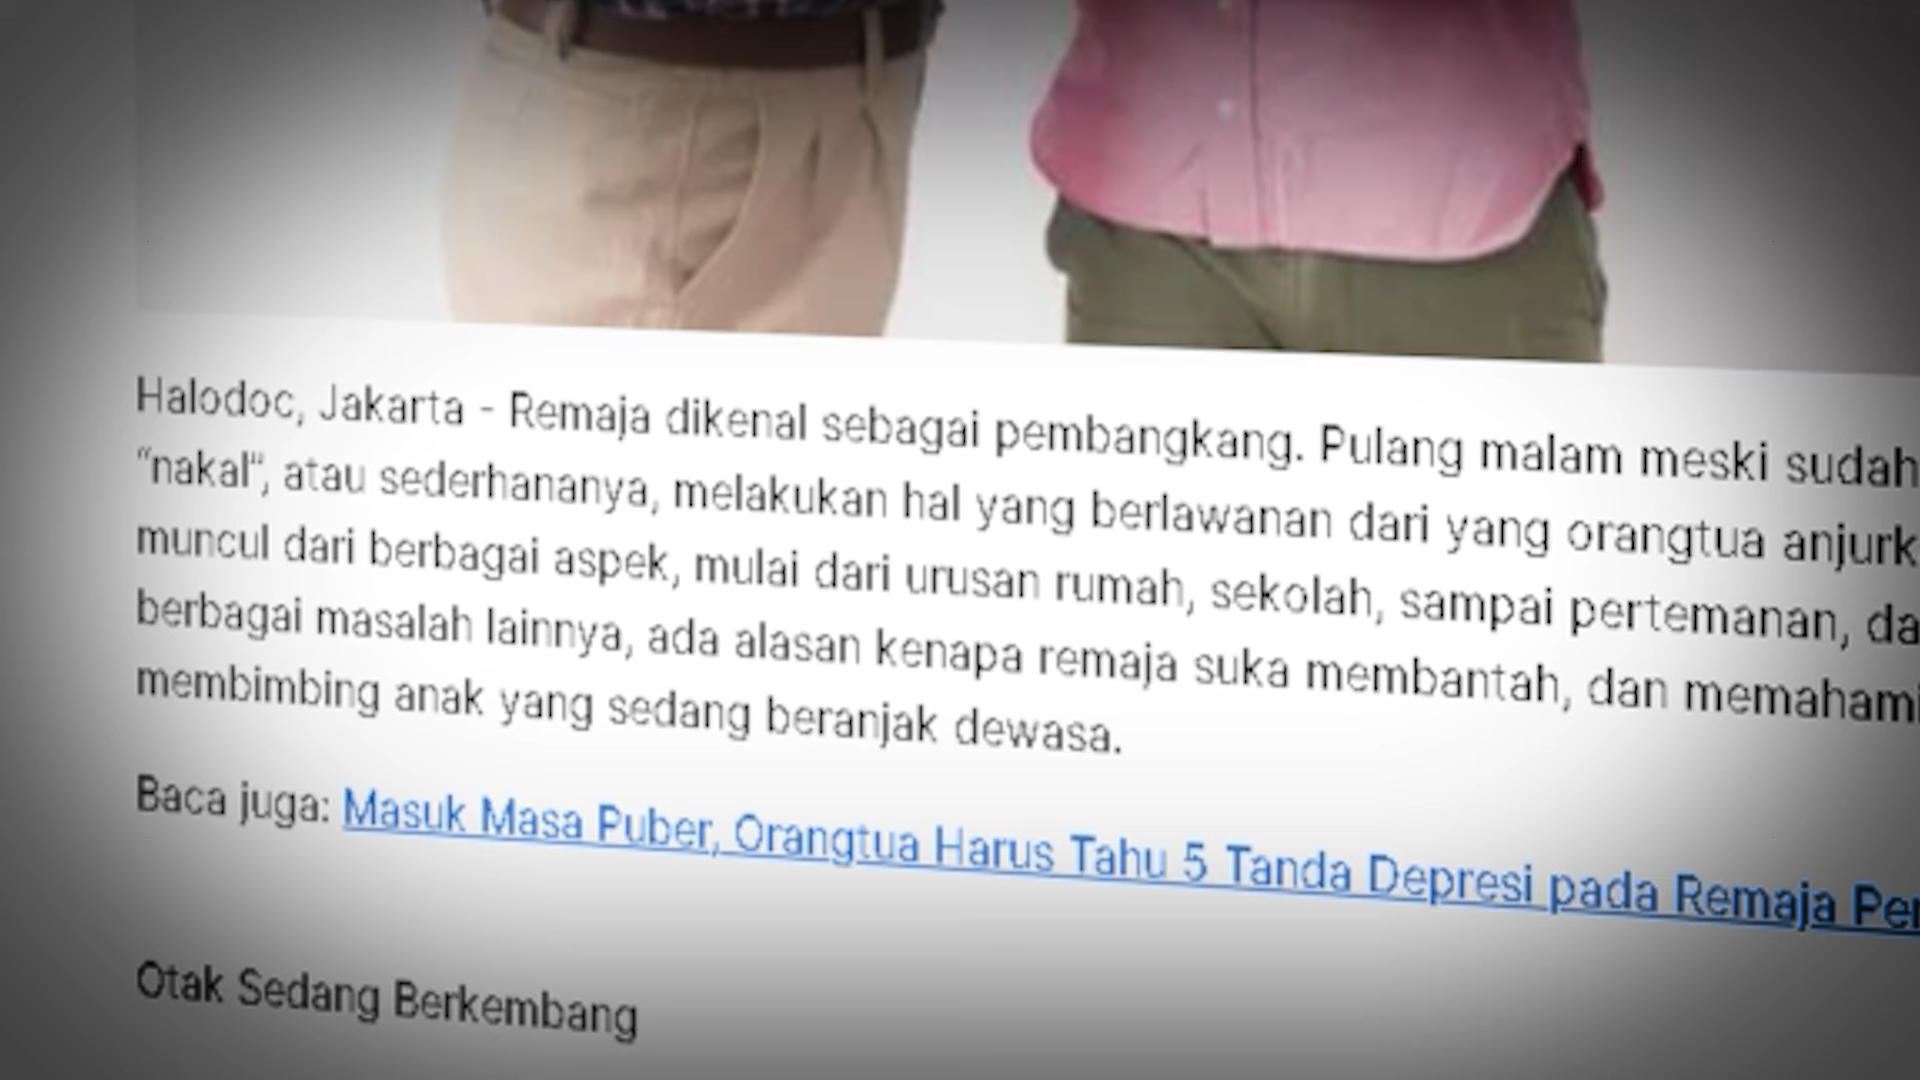 Halodoc, Jakarta - Remaja dikenal sebagai pembangkang. Pulang malam meski sudah
“nakal”, atau sederhananya, melakukan hal yang berlawanan dari yang orangtua anjurk
muncul dari berbagai aspek, mulai dari urusan rumah, sekolah, sampai pertemanan, da
berbagai masalah lainnya, ada alasan kenapa remaja suka membantah, dan memahami
membimbing anak yang sedang beranjak dewasa.
Baca juga: Masuk Masa Puber, Orangtua Harus Tahu 5 Tanda Depresi pada Remaja Per
Otak Sedang Berkembang